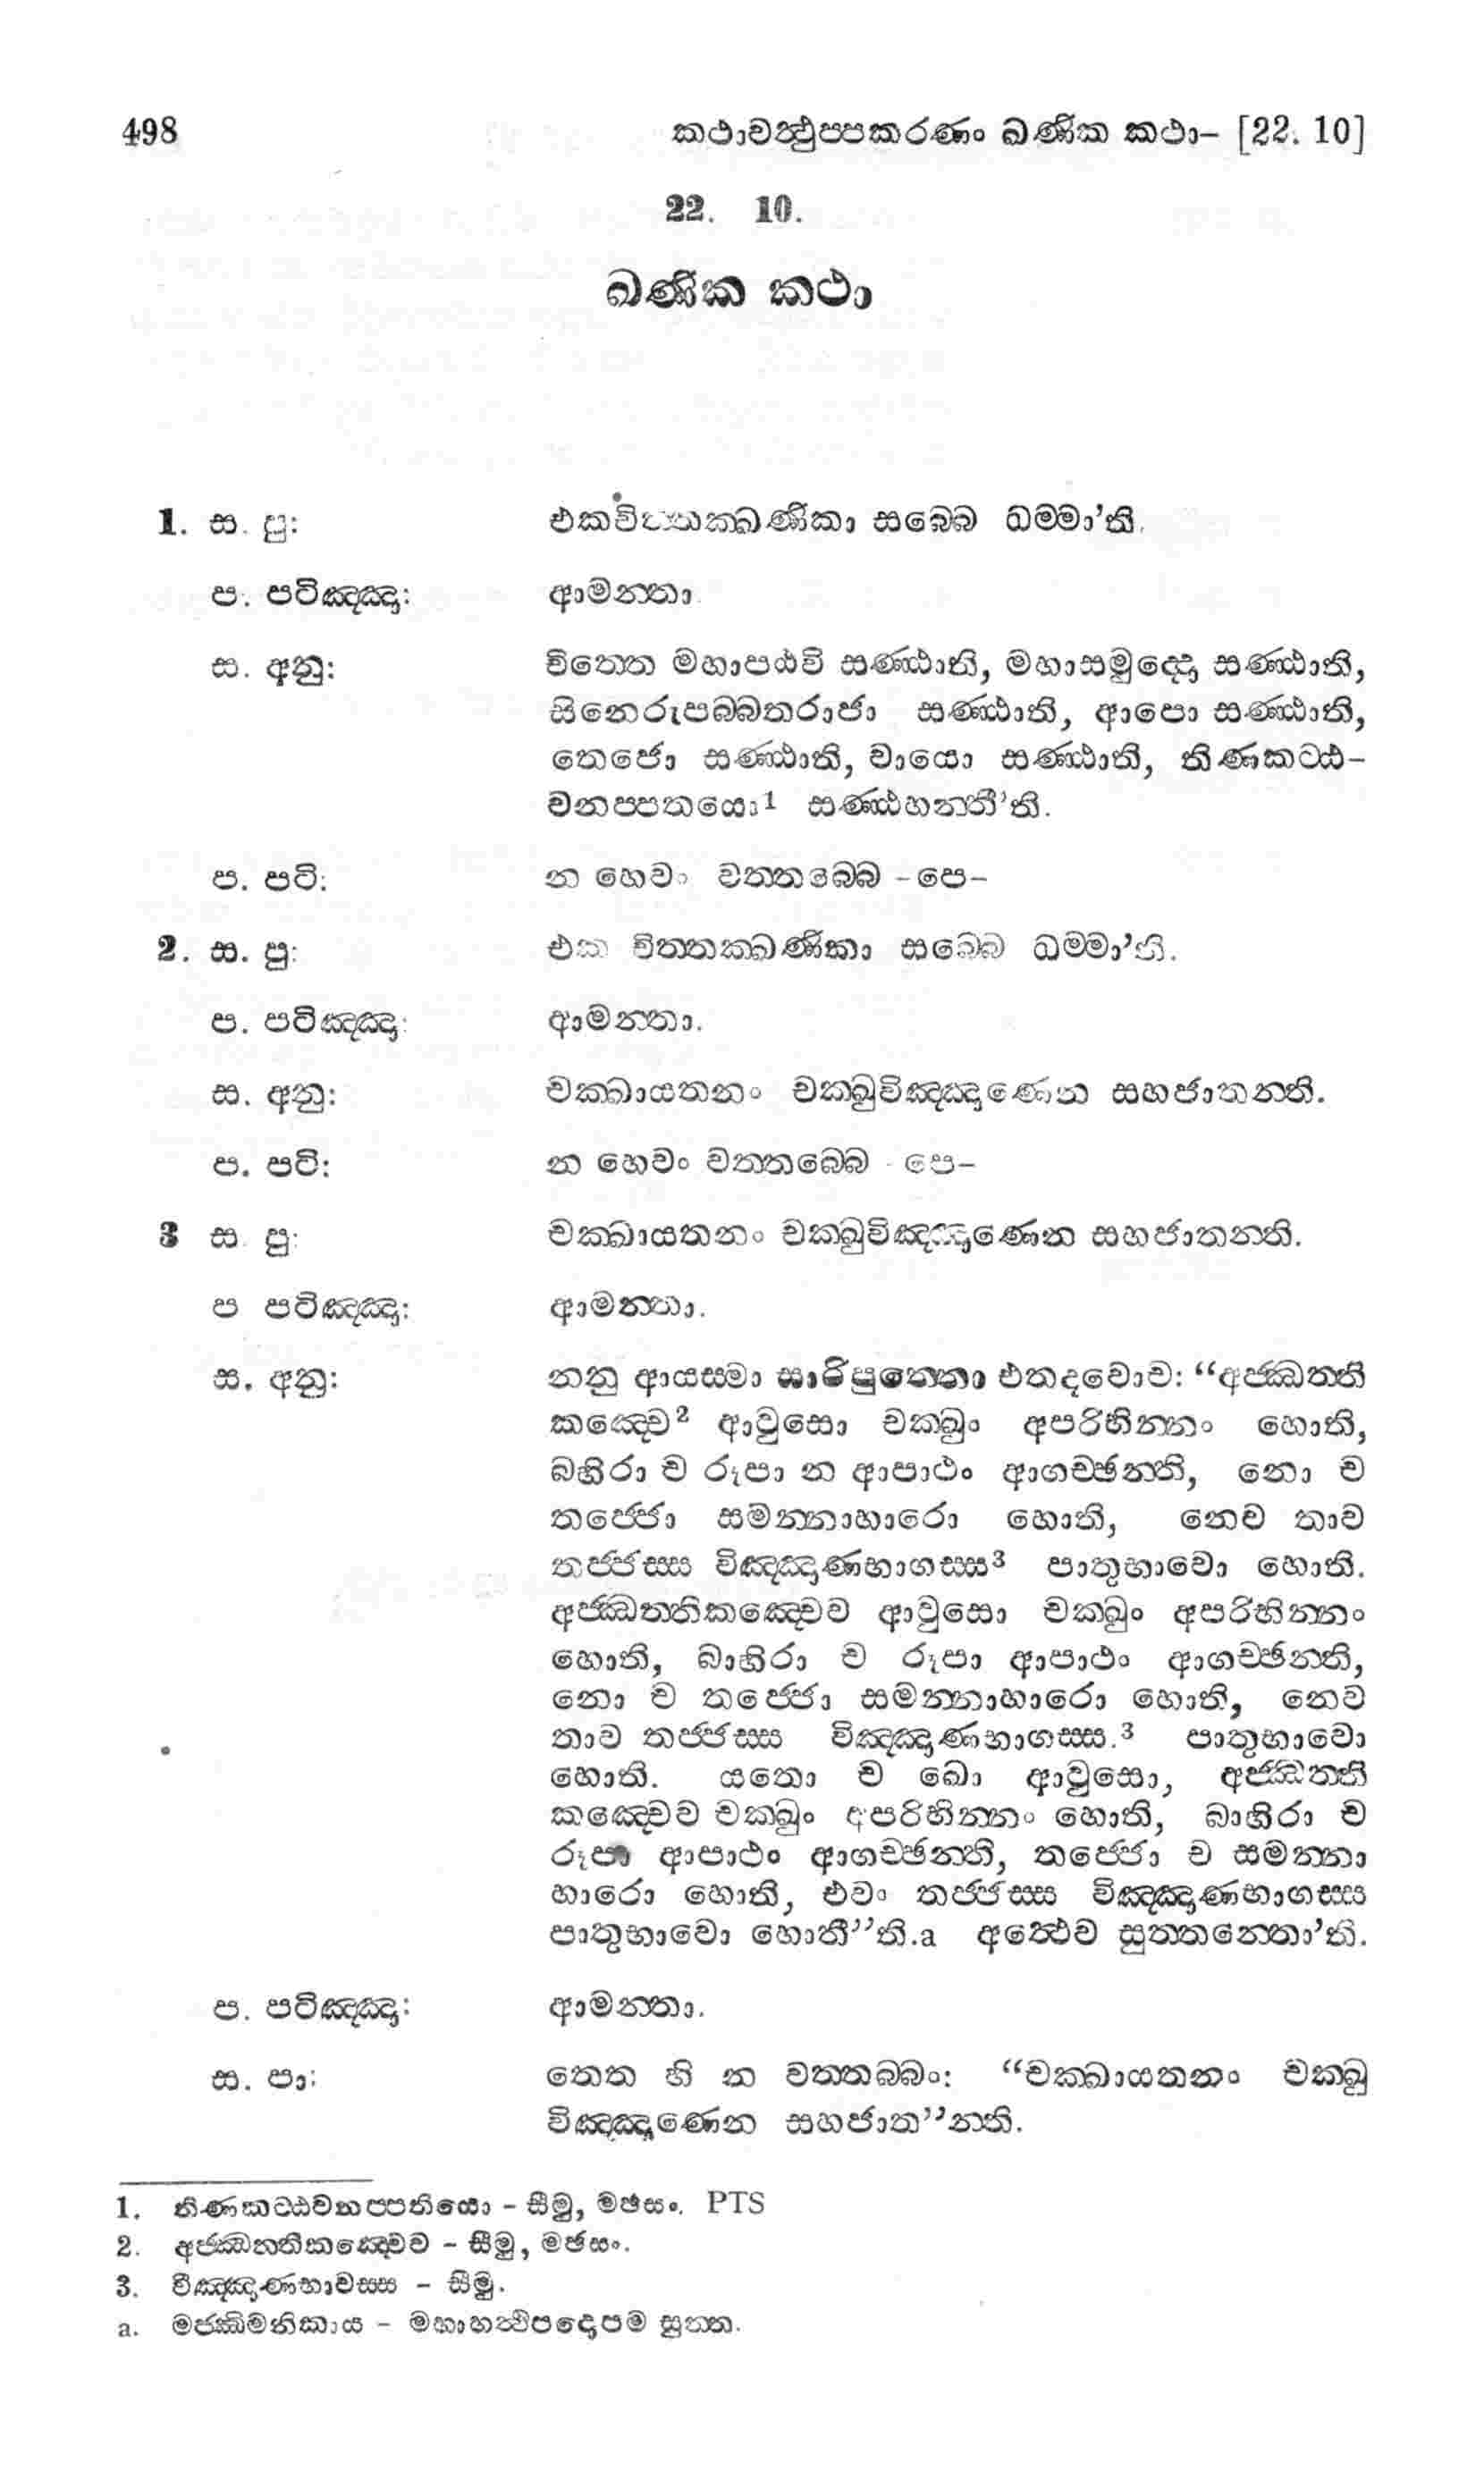 498 කථාවත්‍ථුප්පකරණං ඛණික කථා– [22. 10]
22. 10.
ඛණික කථා
1. ස. පු: එකචිත්තක්ඛණිකා සබ්බෙ ධම්මා’ති.
ප. පටිඤ්ඤා: ආමන්තා
ස. අනු: චිත්තෙ මහාපඨවි සණ්ඨාති, මහාසමුද්දො සණ්ඨාති,
සිනෙරුපබ්බතරාජා සණ්ඨාති, ආපො සණ්ඨාති,
තෙජො සණ්ඨාති, වායො සණ්ඨාති, තිණකට්ඨ–
වනප්පතයො1 සණ්ඨහන්තී’ති.
ප. පටි: න හෙවං වත්තබ්බෙ –පෙ–
2. ස. පු: එක චිත්තක්ඛණිකා සබ්බෙ ධම්මා’ති.
ප. පටිඤ්ඤා: ආමන්තා.
ස. අනු: චක්ඛායතනං චක්ඛුවිඤ්ඤාණෙන සහජාතන්ති.
ප. පටි: න හෙවං වත්තබ්බෙ - පෙ–
3 ස. පු: චක්ඛායතනං චක්ඛුවිඤ්ඤාණෙන සහජාතන්ති.
ප පටිඤ්ඤා: ආමන්තා.
ස. අනු: නනු ආයස්මා සාරිපුත්තො එතදවොච: “අජ්ඣත්ති
කඤ්චෙ2 ආවුසො චක්ඛුං අපරිභින්නං හොති,
බාහිරා ච රූපා න ආපාථං ආගච්ඡන්ති, නො ච
තජ්ජො සමන්නාහාරො හොති, නෙව තාව
තජ්ජස්ස විඤ්ඤාණභාගස්ස3 පාතුභාවො හොති.
අජ්ඣත්තිකඤ්චෙව ආවුසො චක්ඛුං අපරිභින්නං
හොති, බාහිරා ච රූපා ආපාථං ආගච්ඡන්ති,
නො ච තජ්ජො සමන්නාහාරො හොති, නෙව
තාව තජ්ජස්ස විඤ්ඤාණභාගස්ස.3 පාතුභාවො
හොති. යතො ච ඛො ආවුසො, අජ්ඣත්ති
කඤ්චෙව චක්ඛුං අපරිභින්නං හොති, බාහිරා ච
රූපා ආපාථං ආගච්ඡන්ති, තජ්ජො ච සමන්නා
හාරො හොති, එවං තජ්ජස්ස විඤ්ඤාණභාගස්ස
පාතුභාවො හොතී”ති.a අත්‍ථෙව සුත්තන්තො’ති.
ප. පටිඤ්ඤා: ආමන්තා.
ස. පා: තෙන හි න වත්තබ්බං: “චක්ඛායතනං චක්ඛු
විඤ්ඤාණෙන සහජාත”න්ති.
1. තිණකට්ඨවනප්පතියො – සීමු, මඡසං. PTS
2. අජ්ඣත්තිකඤ්චෙව – සීමු, මඡසං.
3. විඤ්ඤාණභාවස්ස – සීමු.
a. මජ්ඣිමනිකාය – මහාහත්‍ථිපදොපම සුත්ත.